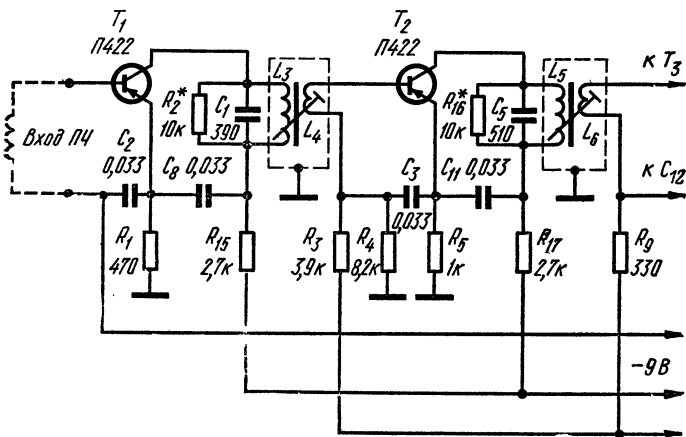 T₁
П422
T₂
П422
L₃
L₅
к T₃
R₂*
10к
C₁
390
R₁₆*
10к
C₅
510
L₄
L₆
Вход ПЧ
C₂
0,033
C₈
0,033
C₃
0,033
C₁₁
0,033
к C₁₂
R₁
470
R₁₅
2,7к
R₃
3,9к
R₄
8,2к
R₅
1к
R₁₇
2,7к
R₉
330
−9В